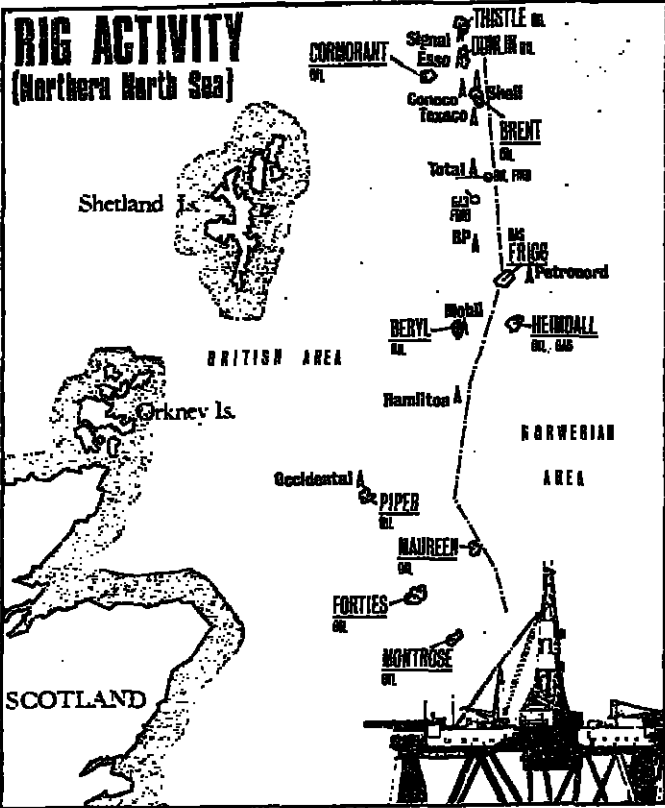 RIG ACTIVITY
(Northern North Sea)
THISTLE OIL
Signal
DUNLIN OIL
Esso
CORMORANT
OIL
Conoco
Shell
Texaco
BRENT
OIL
Total
OIL, FIND
GAS
FIND
BP
GAS
FRIGG
Petronord
Mobil
BERYL
OIL
HEIMDALL
OIL, GAS
Shetland Is.
BRITISH AREA
Orkney Is.
Hamilton
NORWEGIAN
AREA
Occidental
PIPER
OIL
MAUREEN
OIL
FORTIES
OIL
MONTROSE
OIL
SCOTLAND